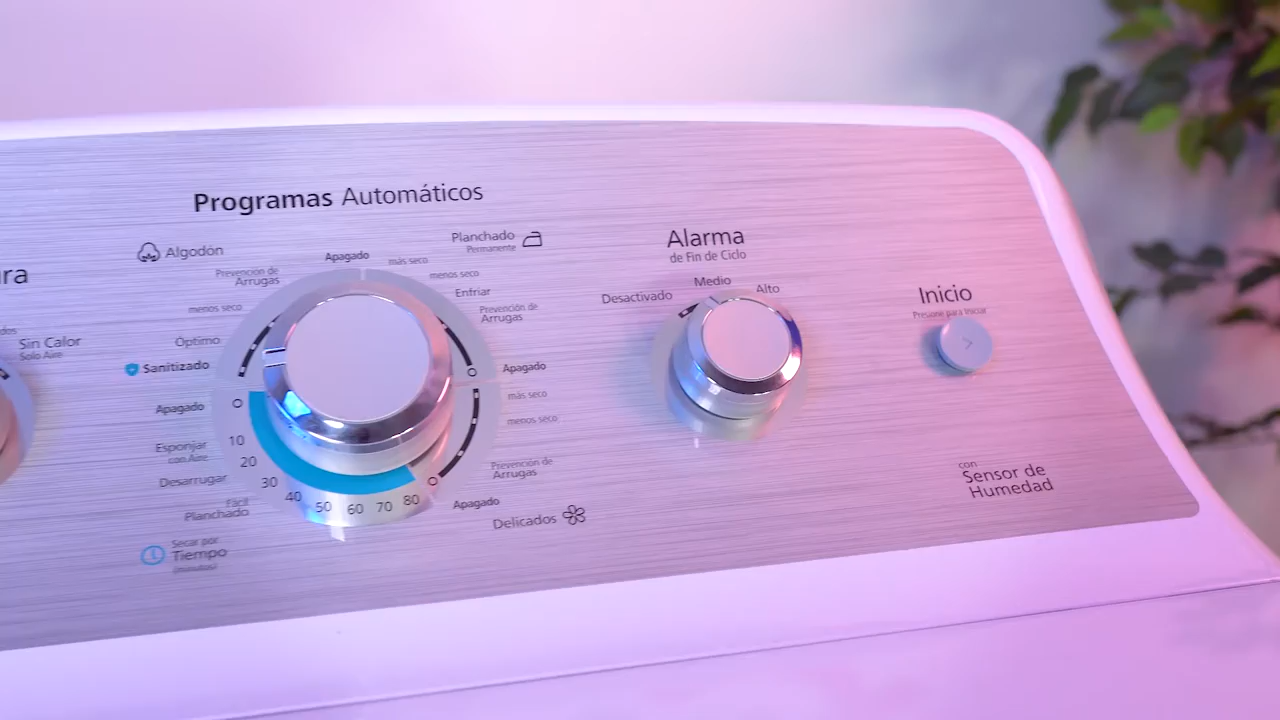 Programas Automáticos
Algodón
Prevención de
Arrugas
menos seco
Óptimo
Sanitizado
Apagado
más seco
menos seco
Enfriar
Prevención de
Arrugas
Apagado
Planchado
Permanente
Apagado
Esponjar
con Aire
Desarrugar
Fácil
Planchado
Secar por
Tiempo
(minutos)
10
20
30
40
50
60
70
80
más seco
menos seco
Prevención de
Arrugas
Apagado
Delicados
ura
Sin Calor
Solo Aire
Alarma
de Fin de Ciclo
Desactivado
Medio
Alto
Inicio
Presione para Iniciar
con
Sensor de
Humedad